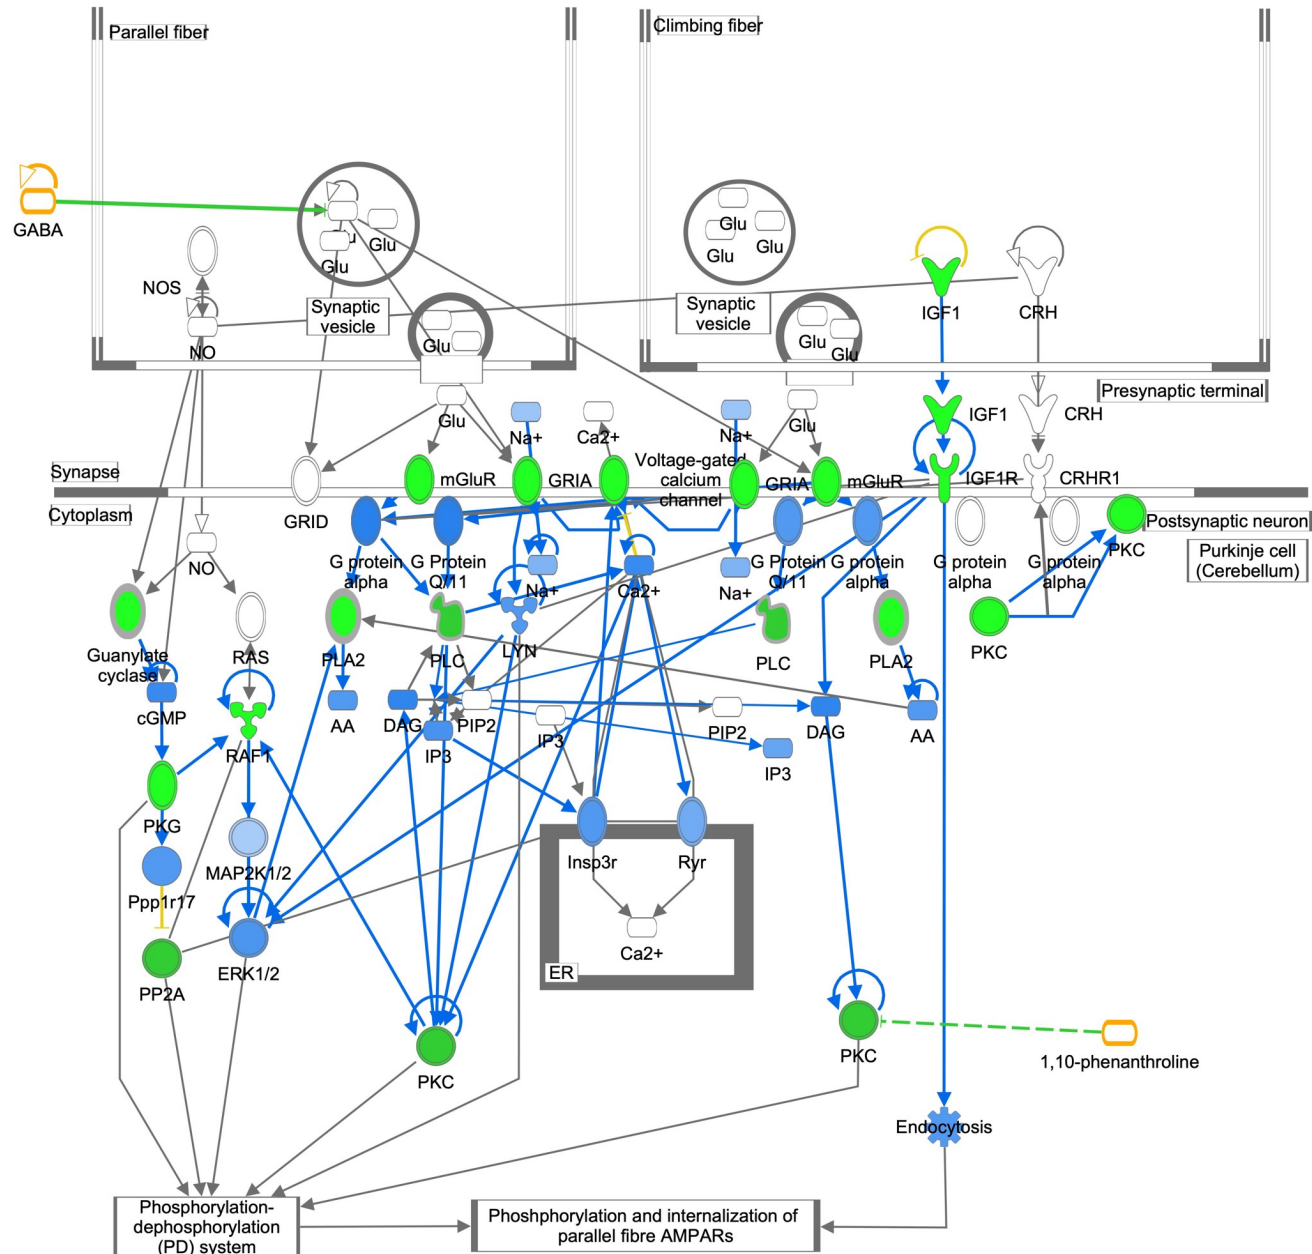 Parallel fiber
Climbing fiber
GABA
Glu
Glu
Glu
Glu
Glu
Glu
NOS
Synaptic
vesicle
Synaptic
vesicle
IGF1
CRH
NO
Glu
Glu
Glu
Presynaptic terminal
Glu
Na+
Ca2+
Na+
Glu
IGF1
CRH
Synapse
mGluR
GRIA
Voltage-gated
calcium
channel
GRIA
mGluR
IGF1R
CRHR1
Cytoplasm
GRID
Postsynaptic neuron
PKC
Purkinje cell
(Cerebellum)
NO
G protein
alpha
G Protein
Q/11
Na+
Ca2+
Na+
G Protein
Q/11
G protein
alpha
G protein
alpha
G protein
alpha
Guanylate
cyclase
RAS
PLA2
PLC
LYN
PLC
PLA2
PKC
cGMP
AA
DAG
PIP2
IP3
IP3
PIP2
DAG
AA
RAF1
IP3
PKG
MAP2K1/2
Insp3r
Ryr
Ppp1r17
Ca2+
ER
PP2A
ERK1/2
PKC
PKC
1,10-phenanthroline
Endocytosis
Phosphorylation-
dephosphorylation
(PD) system
Phoshphorylation and internalization of
parallel fibre AMPARs